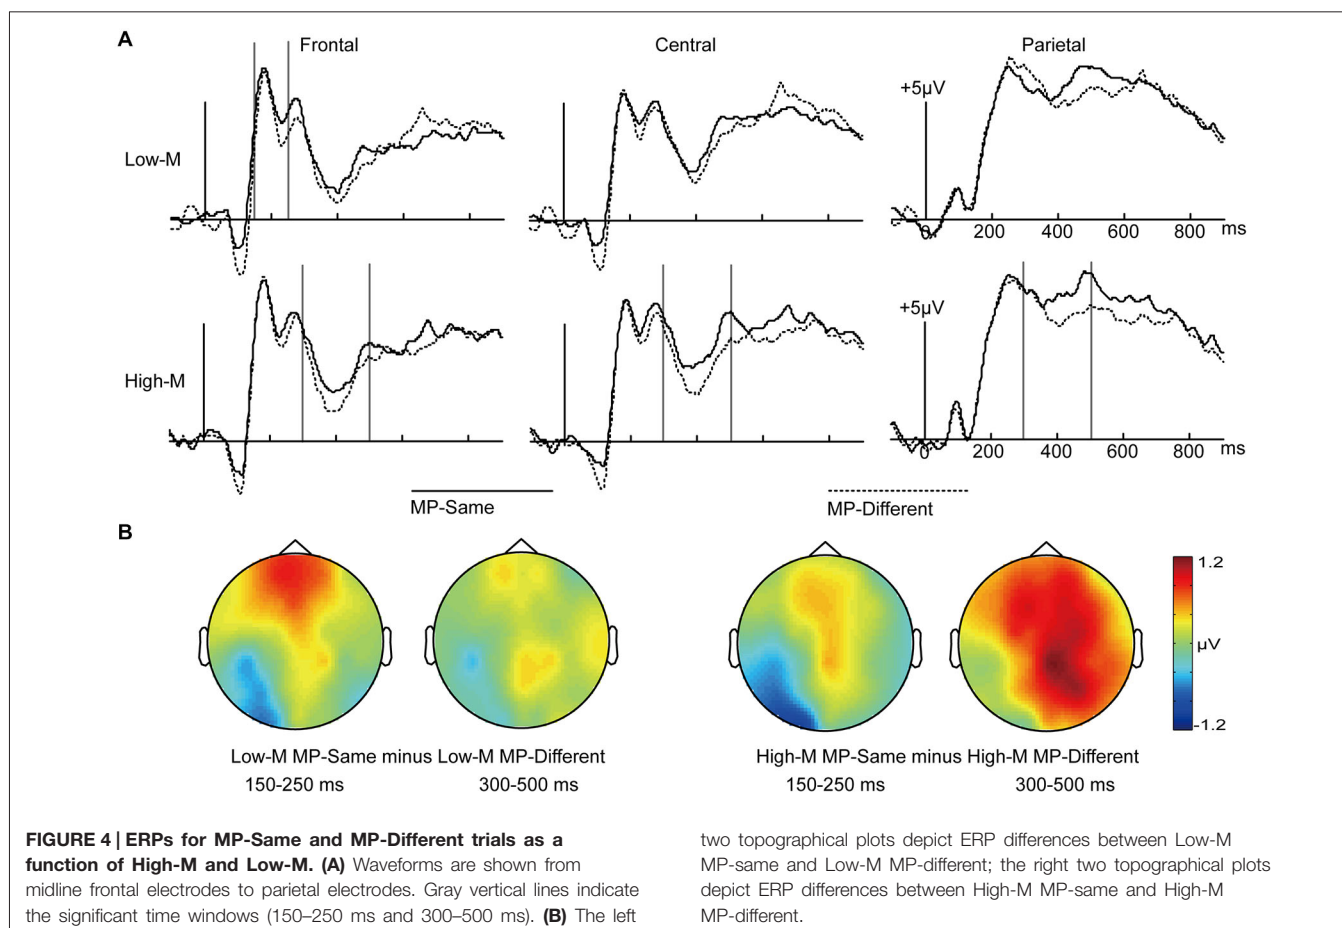 A
Frontal
Central
Parietal
+5µV
Low-M
0 200 400 600 800 ms
+5µV
High-M
0 200 400 600 800 ms
MP-Same
MP-Different
B
1.2
µV
-1.2
Low-M MP-Same minus Low-M MP-Different
150-250 ms
300-500 ms
High-M MP-Same minus High-M MP-Different
150-250 ms
300-500 ms
FIGURE 4 | ERPs for MP-Same and MP-Different trials as a
function of High-M and Low-M. (A) Waveforms are shown from
midline frontal electrodes to parietal electrodes. Gray vertical lines indicate
the significant time windows (150–250 ms and 300–500 ms). (B) The left
two topographical plots depict ERP differences between Low-M
MP-same and Low-M MP-different; the right two topographical plots
depict ERP differences between High-M MP-same and High-M
MP-different.